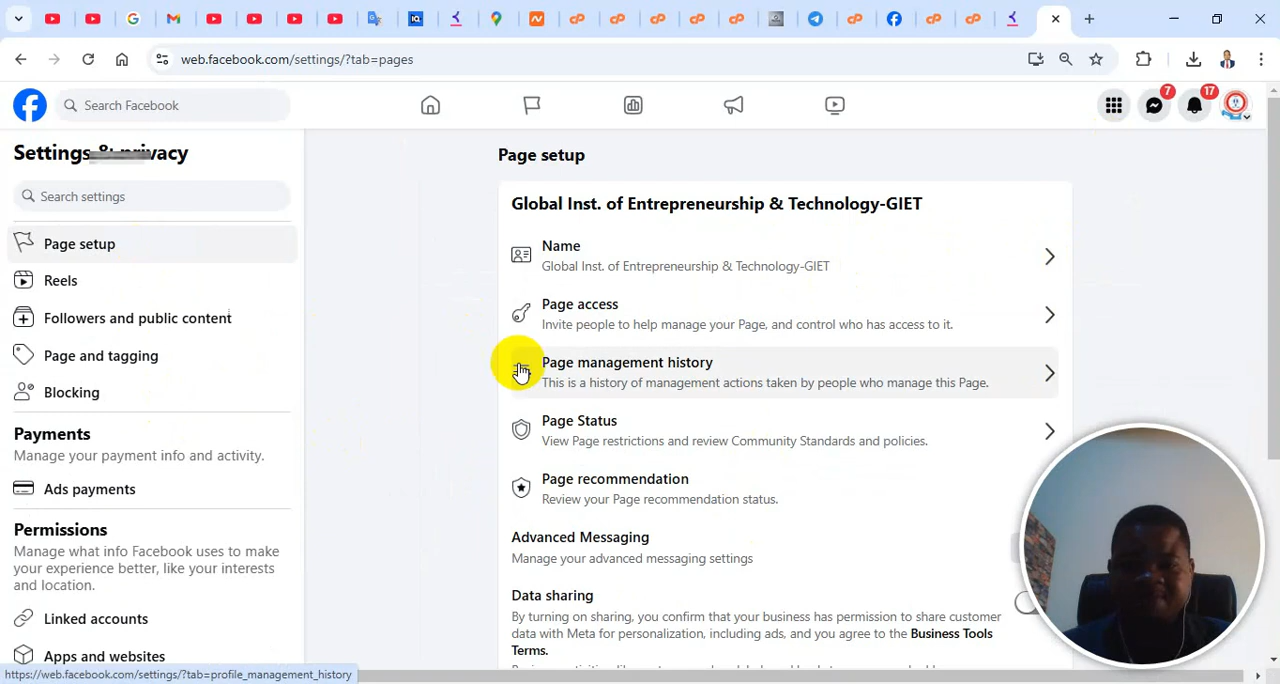 web.facebook.com/settings/?tab=pages
Search Facebook
7
17
Settings & privacy
Search settings
Page setup
Reels
Followers and public content
Page and tagging
Blocking
Payments
Manage your payment info and activity.
Ads payments
Permissions
Manage what info Facebook uses to make
your experience better, like your interests
and location.
Linked accounts
Apps and websites
https://web.facebook.com/settings/?tab=profile_management_history
Page setup
Global Inst. of Entrepreneurship & Technology-GIET
Name
Global Inst. of Entrepreneurship & Technology-GIET
Page access
Invite people to help manage your Page, and control who has access to it.
Page management history
This is a history of management actions taken by people who manage this Page.
Page Status
View Page restrictions and review Community Standards and policies.
Page recommendation
Review your Page recommendation status.
Advanced Messaging
Manage your advanced messaging settings
Data sharing
By turning on sharing, you confirm that your business has permission to share customer
data with Meta for personalization, including ads, and you agree to the Business Tools
Terms.